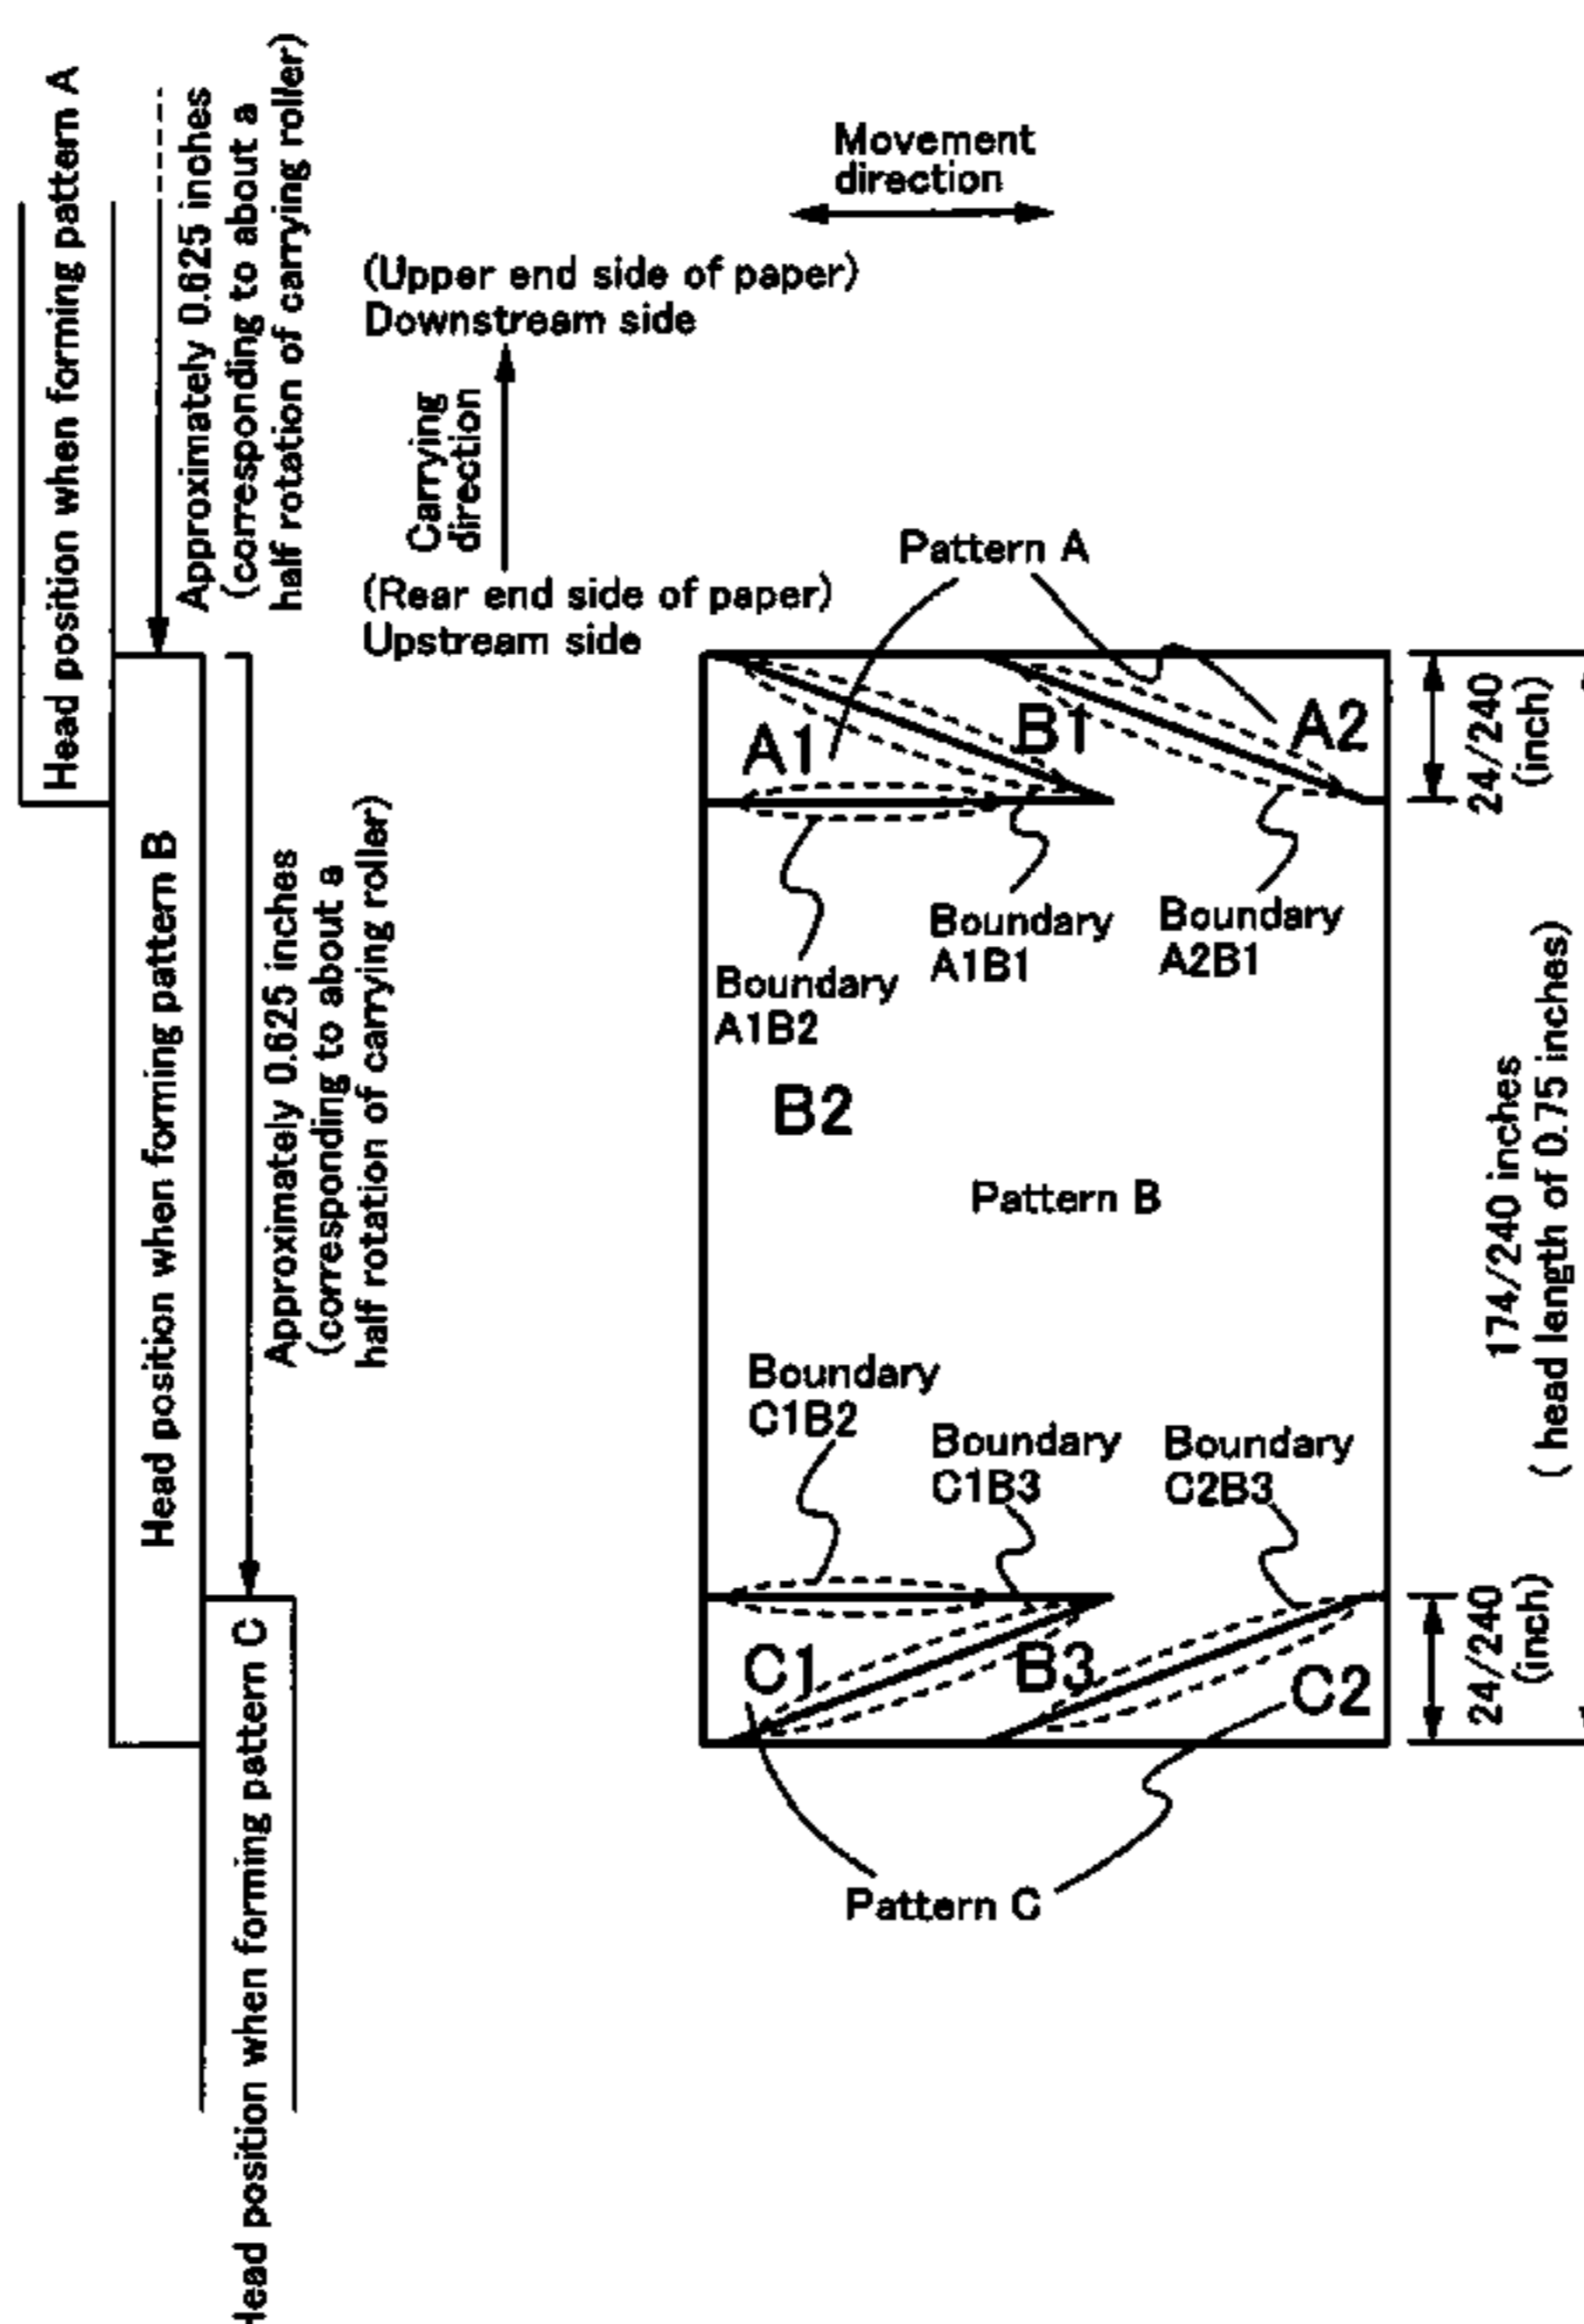 Head position when forming pattern A
Approximately 0.625 inches
(corresponding to about a
half rotation of carrying roller)
Movement
direction
(Upper end side of paper)
Downstream side
Carrying
direction
(Rear end side of paper)
Upstream side
Pattern A
A1
B1
A2
24/240
(inch)
Head position when forming pattern B
Approximately 0.625 inches
(corresponding to about a
half rotation of carrying roller)
Boundary
A1B2
Boundary
A1B1
Boundary
A2B1
B2
Pattern B
174/240 inches
( head length of 0.75 inches)
Boundary
C1B2
Boundary
C1B3
Boundary
C2B3
C1
B3
C2
24/240
(inch)
Pattern C
Head position when forming pattern C